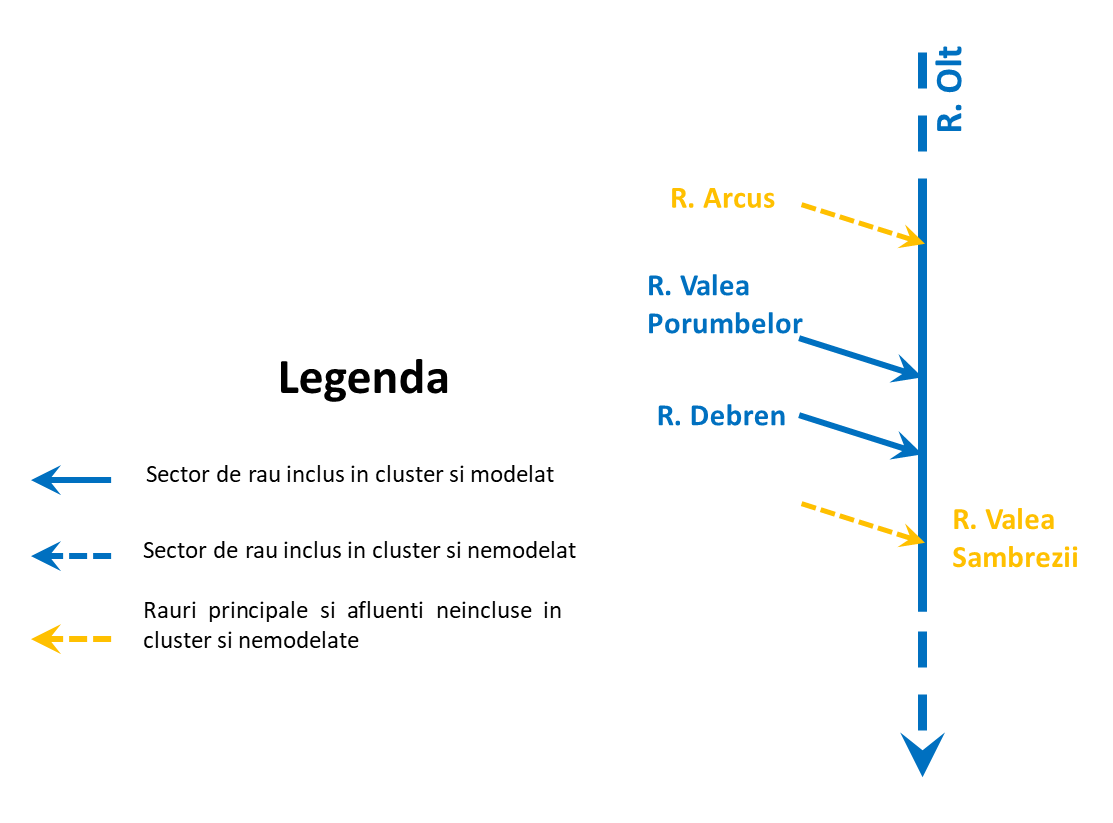 R. Olt
R. Arcus
R. Valea
Porumbelor
Legenda
R. Debren
Sector de rau inclus in cluster si modelat
R. Valea
Sambrezii
Sector de rau inclus in cluster si nemodelat
Rauri principale si afluenti neincluse in
cluster si nemodelate